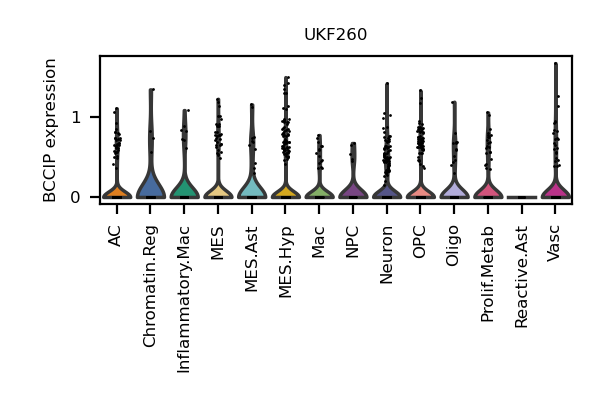 UKF260
BCCIP expression
1
0
AC
Chromatin.Reg
Inflammatory.Mac
MES
MES.Ast
MES.Hyp
Mac
NPC
Neuron
OPC
Oligo
Prolif.Metab
Reactive.Ast
Vasc